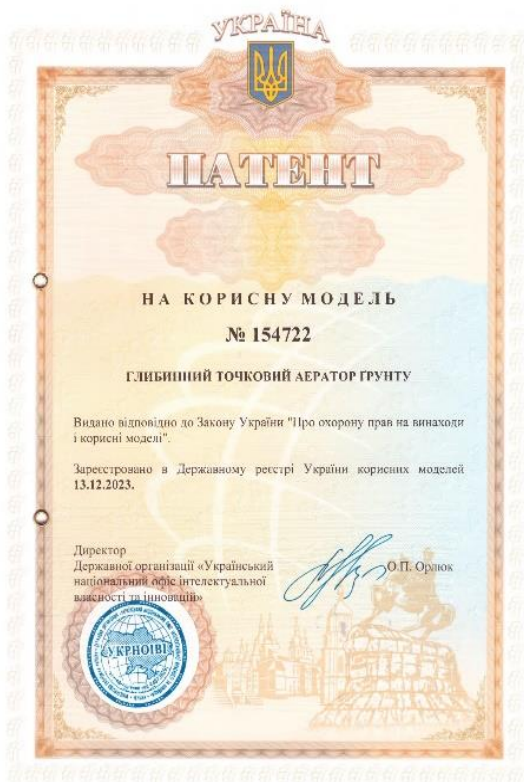 УКРАЇНА
ПАТЕНТ
НА КОРИСНУ МОДЕЛЬ
№ 154722
ГЛИБИННИЙ ТОЧКОВИЙ АЕРАТОР ҐРУНТУ
Видано відповідно до Закону України "Про охорону прав на винаходи
і корисні моделі".
Зареєстровано в Державному реєстрі України корисних моделей
13.12.2023.
Директор
Державної організації «Український
національний офіс інтелектуальної
власності та інновацій»
О.П. Орлюк
УКРНОІВІ